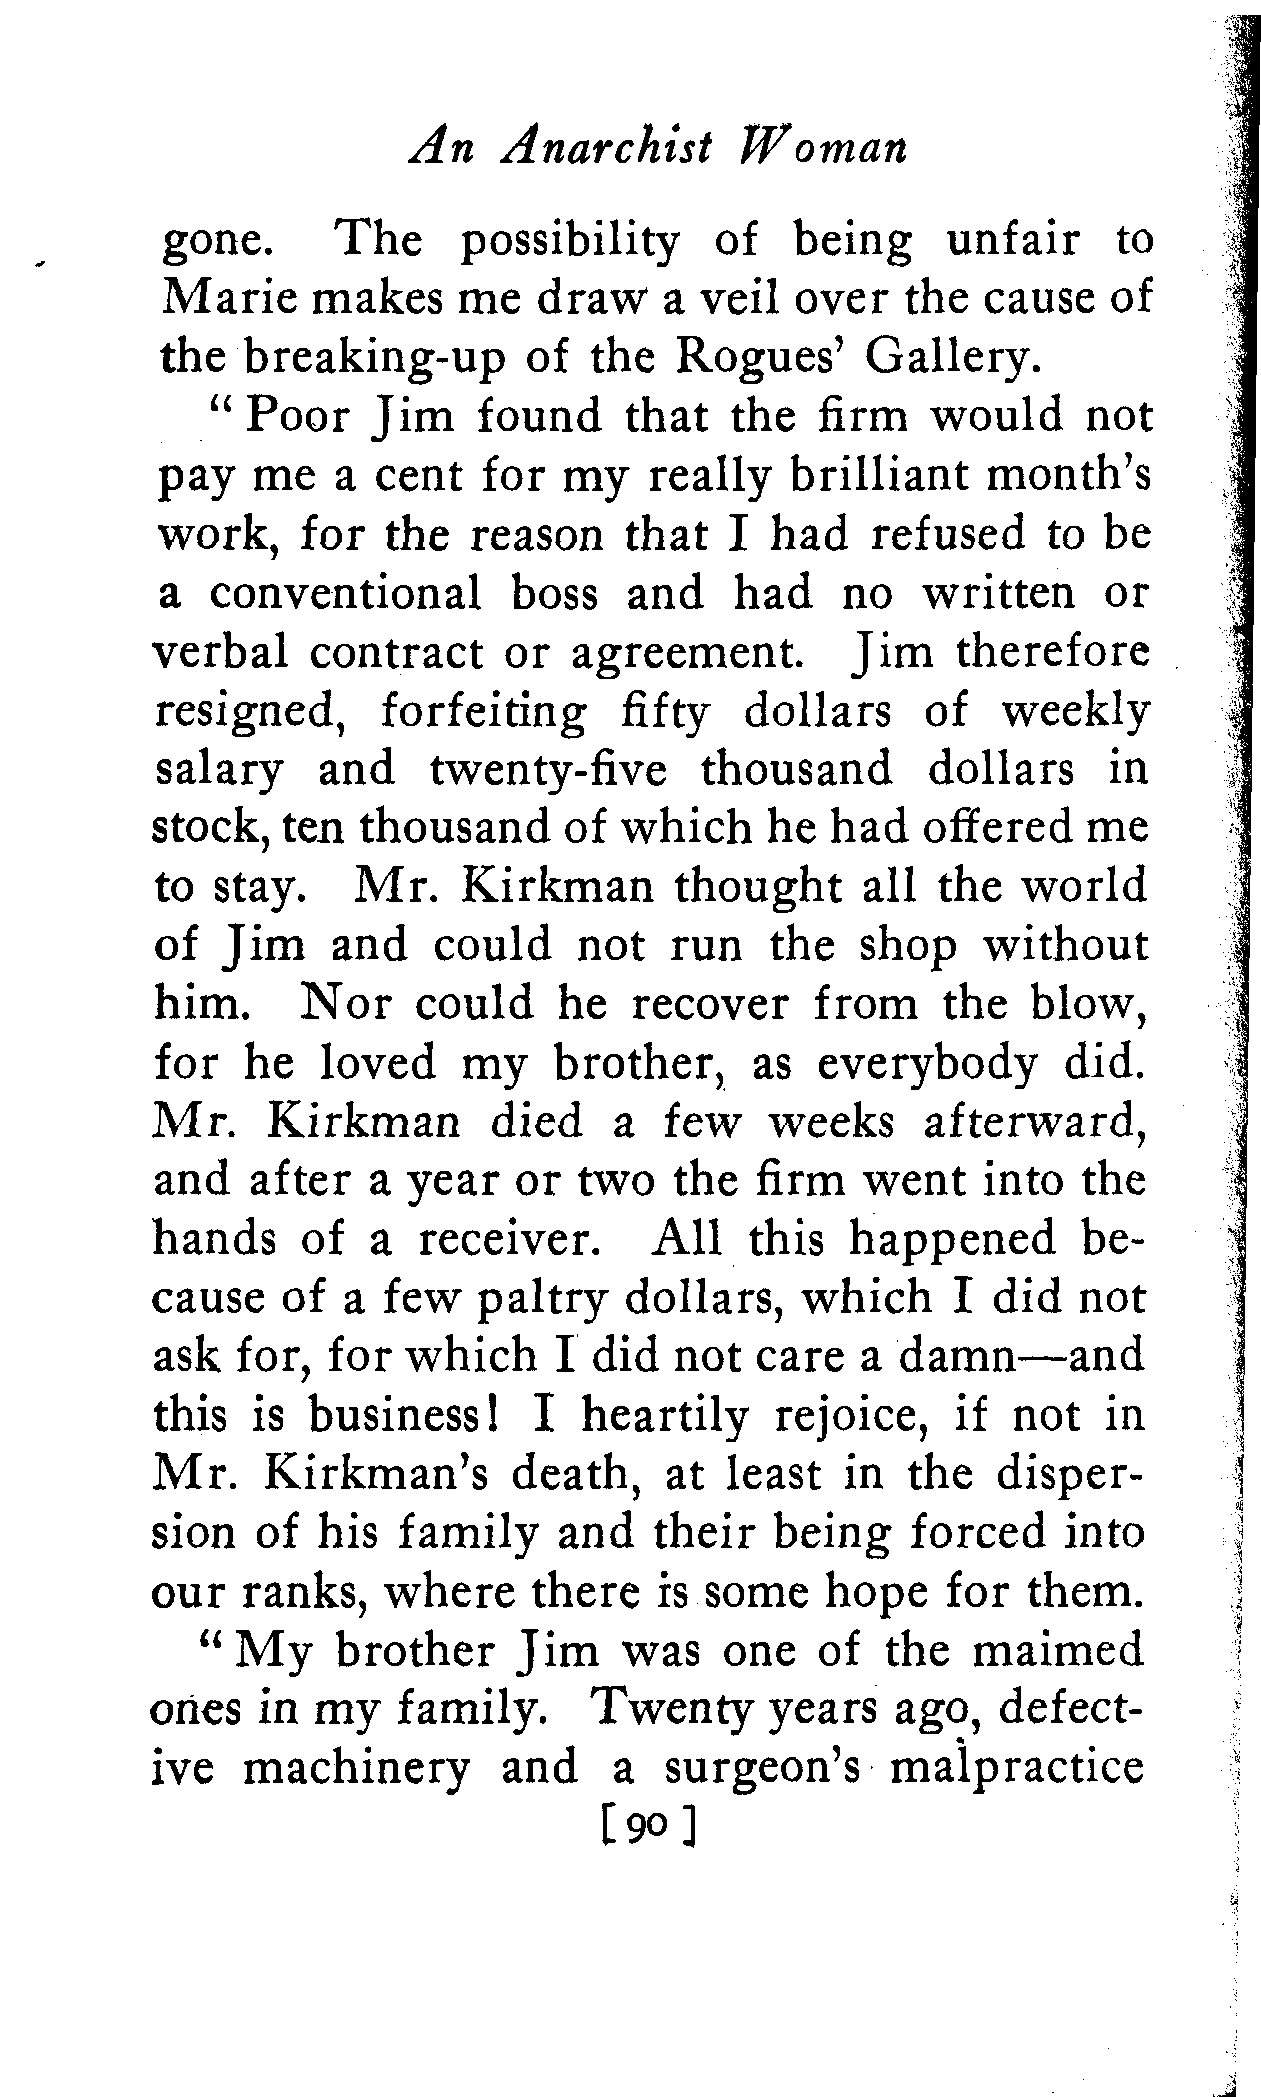 An Anarchist Woman
gone. The possibility of being unfair to
Marie makes me draw a veil over the cause of
the breaking-up of the Rogues' Gallery.
" Poor Jim found that the firm would not
pay me a cent for my really brilliant month's
work, for the reason that I had refused to be
a conventional boss and had no written or
verbal contract or agreement. Jim therefore
resigned, forfeiting fifty dollars of weekly
salary and twenty-five thousand dollars in
stock, ten thousand of which he had offered me
to stay. Mr. Kirkman thought all the world
of Jim and could not run the shop without
him. Nor could he recover from the blow,
for he loved my brother, as everybody did.
Mr. Kirkman died a few weeks afterward,
and after a year or two the firm went into the
hands of a receiver. All this happened be-
cause of a few paltry dollars, which I did not
ask for, for which I did not care a damn—and
this is business! I heartily rejoice, if not in
Mr. Kirkman's death, at least in the disper-
sion of his family and their being forced into
our ranks, where there is some hope for them.
" My brother Jim was one of the maimed
ones in my family. Twenty years ago, defect-
ive machinery and a surgeon's malpractice
[ 90 ]